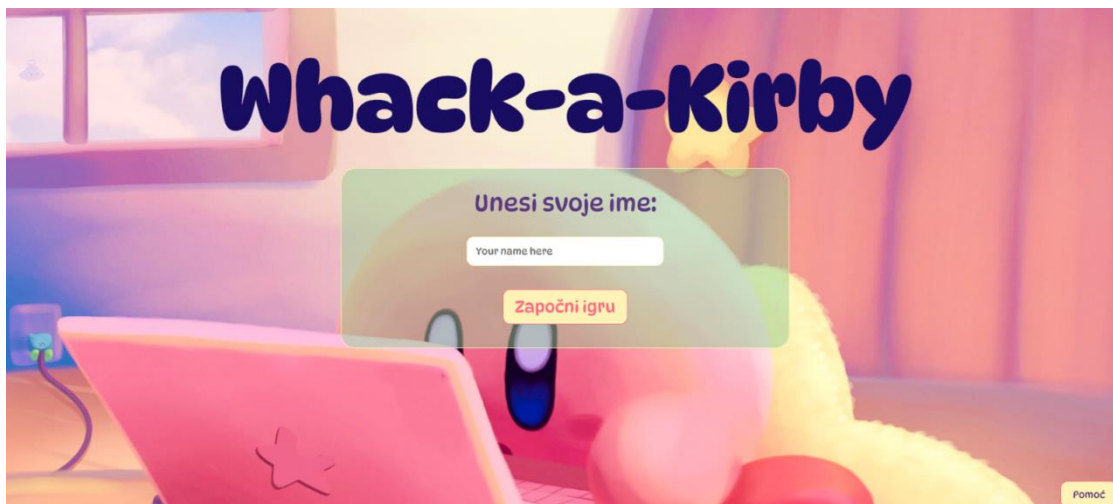 Whack-a-Kirby
Unesi svoje ime:
Your name here
Započni igru
Pomoć